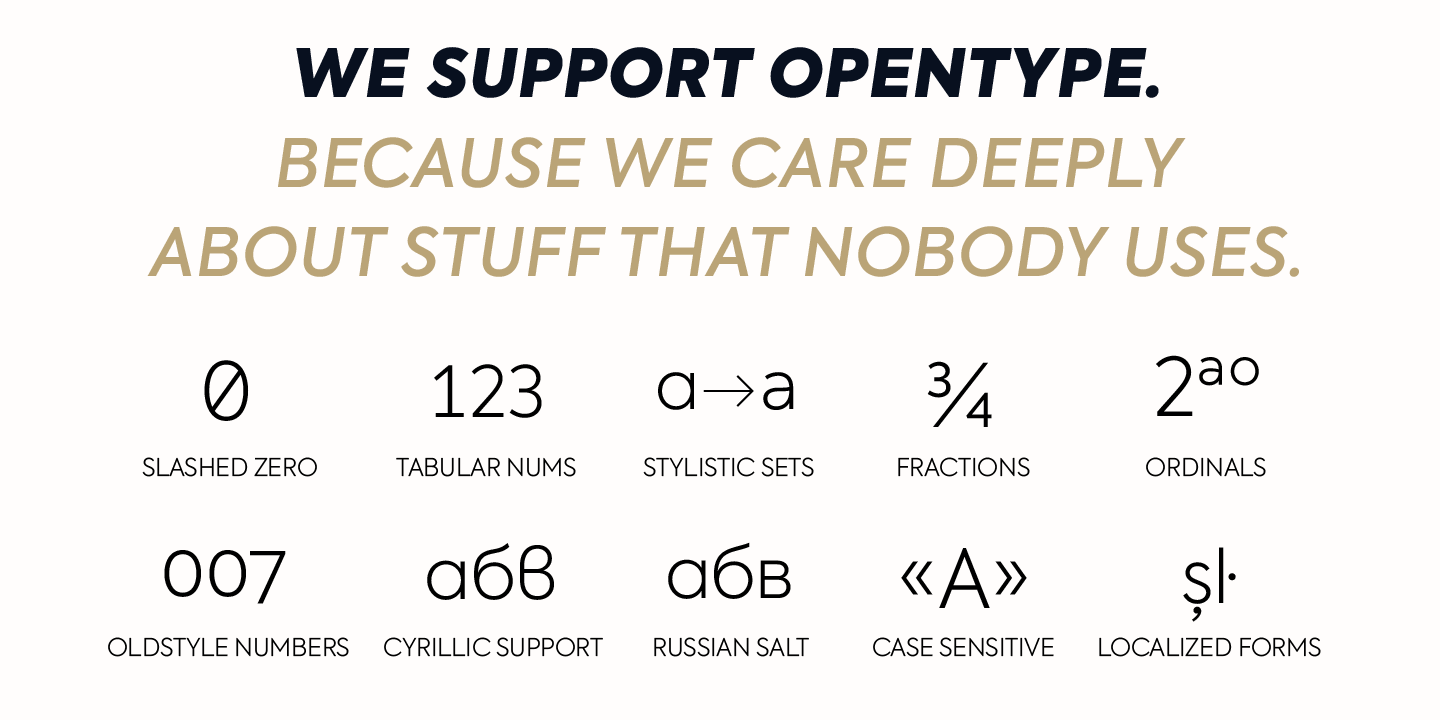 WE SUPPORT OPENTYPE.
BECAUSE WE CARE DEEPLY
ABOUT STUFF THAT NOBODY USES.
0 123 ɑ→a ¾ 2ªº
SLASHED ZERO TABULAR NUMS STYLISTIC SETS FRACTIONS ORDINALS
007 абв абв «A» șŀ
OLDSTYLE NUMBERS CYRILLIC SUPPORT RUSSIAN SALT CASE SENSITIVE LOCALIZED FORMS